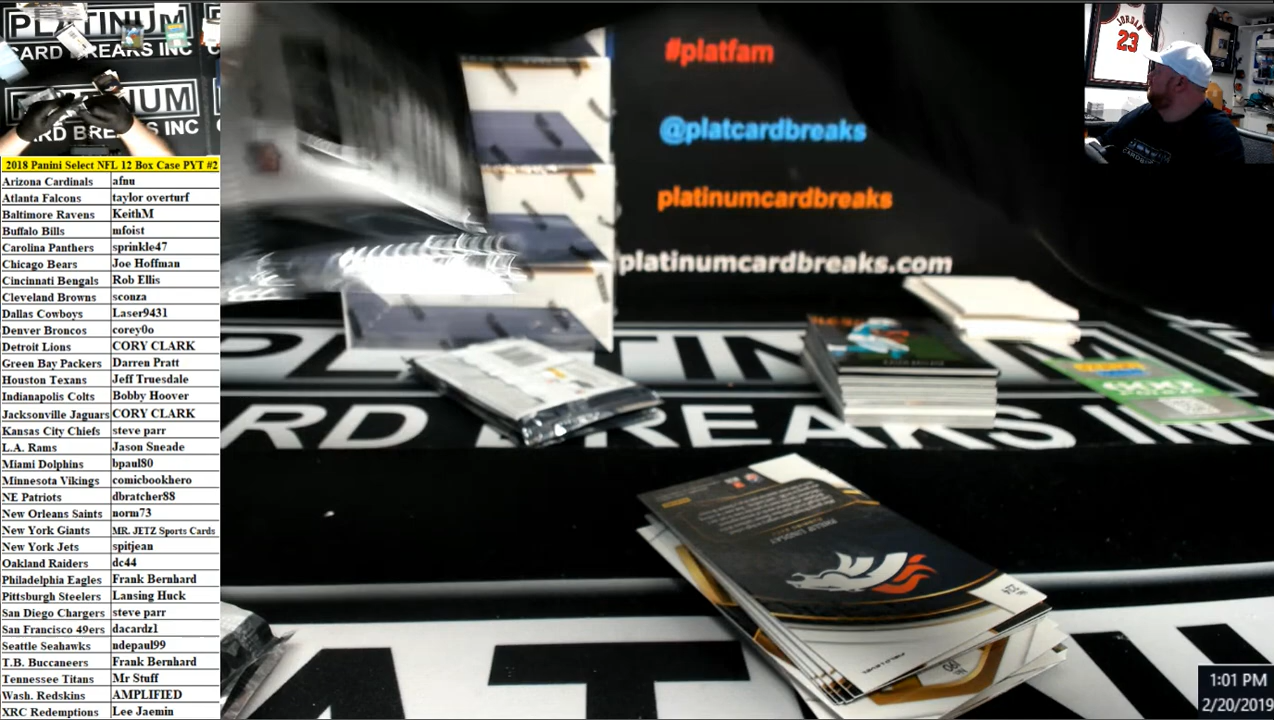 PLATINUM
CARD BREAKS INC
CARD BREAKS INC
2018 Panini Select NFL 12 Box Case PYT #2
Arizona Cardinals afnu
Atlanta Falcons taylor overturf
Baltimore Ravens KeithM
Buffalo Bills mfoist
Carolina Panthers sprinkle47
Chicago Bears Joe Hoffman
Cincinnati Bengals Rob Ellis
Cleveland Browns sconza
Dallas Cowboys Laser9431
Denver Broncos corey0o
Detroit Lions CORY CLARK
Green Bay Packers Darren Pratt
Houston Texans Jeff Truesdale
Indianapolis Colts Bobby Hoover
Jacksonville Jaguars CORY CLARK
Kansas City Chiefs steve parr
L.A. Rams Jason Sneade
Miami Dolphins bpaul80
Minnesota Vikings comicbookhero
NE Patriots dbratcher88
New Orleans Saints norm73
New York Giants MR. JETZ Sports Cards
New York Jets spitjean
Oakland Raiders dc44
Philadelphia Eagles Frank Bernhard
Pittsburgh Steelers Lansing Huck
San Diego Chargers steve parr
San Francisco 49ers dacardz1
Seattle Seahawks ndepaul99
T.B. Buccaneers Frank Bernhard
Tennessee Titans Mr Stuff
Wash. Redskins AMPLIFIED
XRC Redemptions Lee Jaemin
#platfam
@platcardbreaks
platinumcardbreaks
platinumcardbreaks.com
JORDAN
23
PLATINUM
CARD BREAKS INC
PHILLIP LINDSAY
1:01 PM
2/20/2019